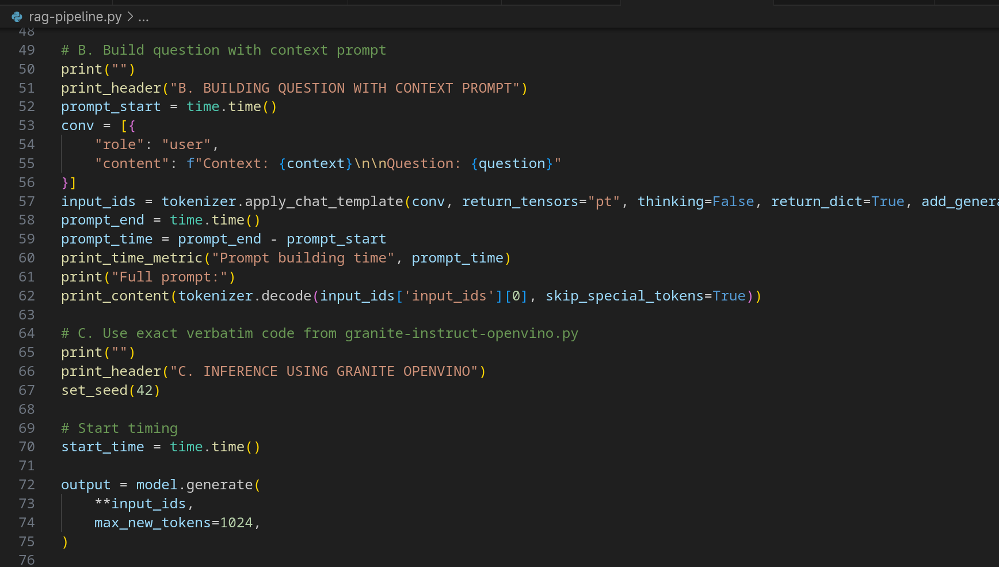 rag-pipeline.py > ...
48
49 # B. Build question with context prompt
50 print("")
51 print_header("B. BUILDING QUESTION WITH CONTEXT PROMPT")
52 prompt_start = time.time()
53 conv = [{
54     "role": "user",
55     "content": f"Context: {context}\n\nQuestion: {question}"
56 }]
57 input_ids = tokenizer.apply_chat_template(conv, return_tensors="pt", thinking=False, return_dict=True, add_genera
58 prompt_end = time.time()
59 prompt_time = prompt_end - prompt_start
60 print_time_metric("Prompt building time", prompt_time)
61 print("Full prompt:")
62 print_content(tokenizer.decode(input_ids['input_ids'][0], skip_special_tokens=True))
63
64 # C. Use exact verbatim code from granite-instruct-openvino.py
65 print("")
66 print_header("C. INFERENCE USING GRANITE OPENVINO")
67 set_seed(42)
68
69 # Start timing
70 start_time = time.time()
71
72 output = model.generate(
73     **input_ids,
74     max_new_tokens=1024,
75 )
76